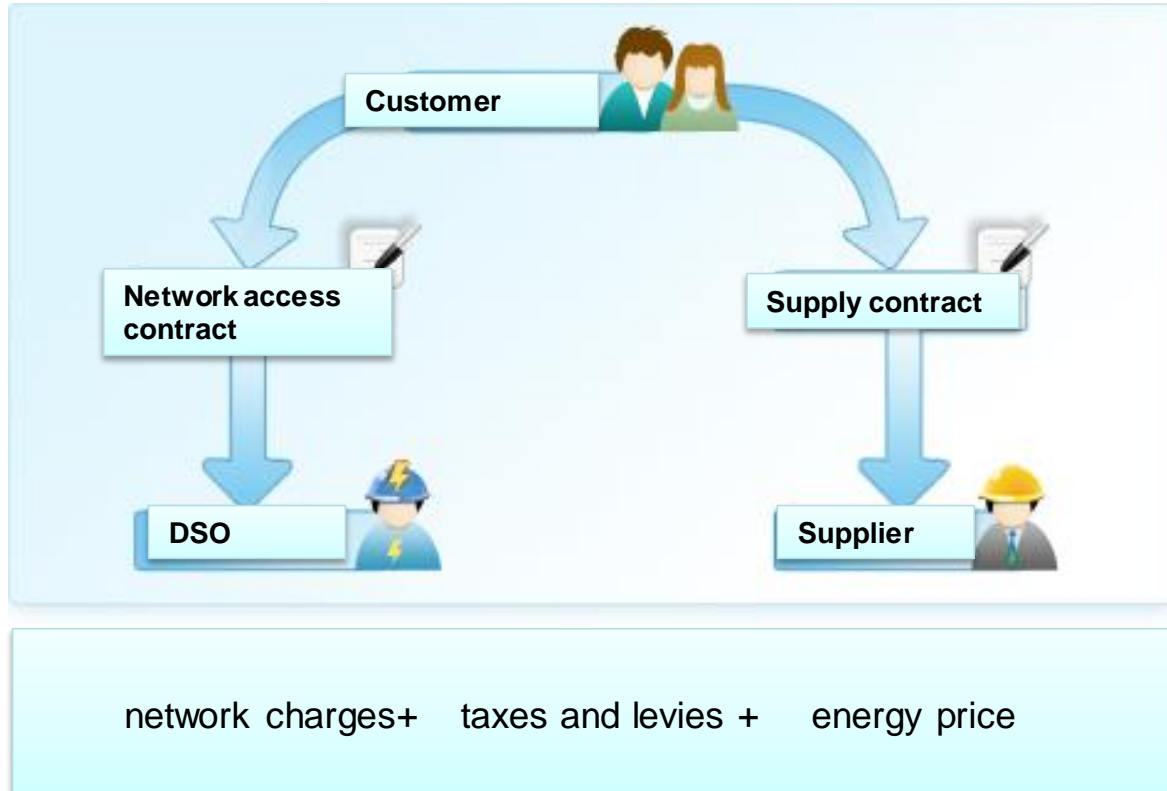 Customer
Network access
contract
Supply contract
DSO
Supplier
network charges+ taxes and levies + energy price